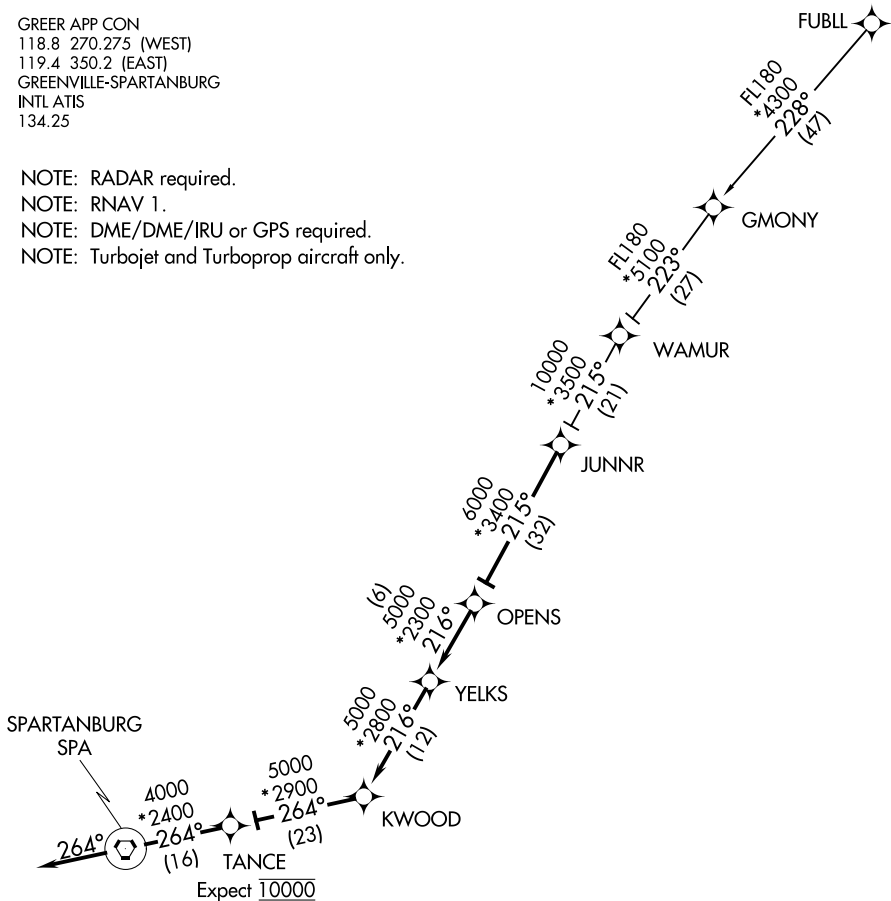 GREER APP CON
118.8 270.275 (WEST)
119.4 350.2 (EAST)
GREENVILLE-SPARTANBURG
INTL ATIS
134.25
NOTE: RADAR required.
NOTE: RNAV 1.
NOTE: DME/DME/IRU or GPS required.
NOTE: Turbojet and Turboprop aircraft only.
FUBLL
FL180
*4300
228°
(47)
GMONY
FL180
*5100
223°
(27)
WAMUR
10000
*3500
215°
(21)
JUNNR
6000
*3400
215°
(32)
OPENS
(6)
5000
*2300
216°
YELKS
5000
*2800
216°
(12)
KWOOD
5000
*2900
264°
(23)
TANCE
Expect 10000
4000
*2400
264°
(16)
SPARTANBURG
SPA
264°